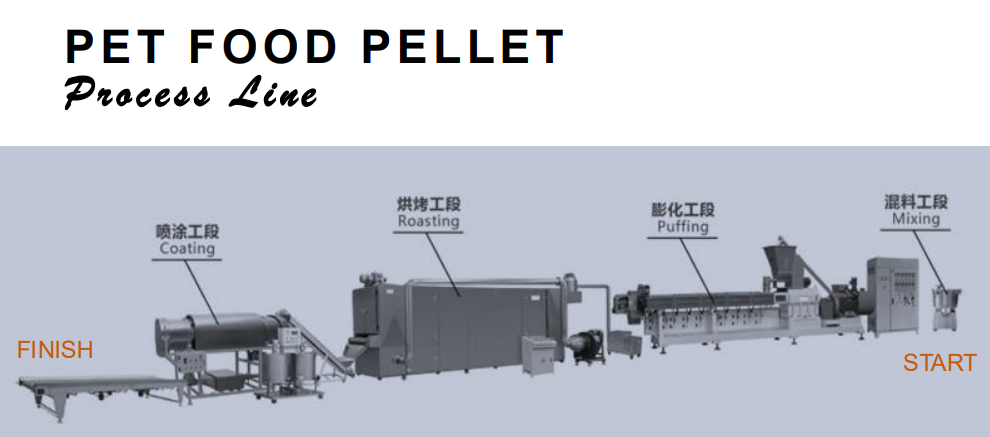 PET FOOD PELLET
Process Line
喷涂工段
Coating
烘烤工段
Roasting
膨化工段
Puffing
混料工段
Mixing
FINISH
START